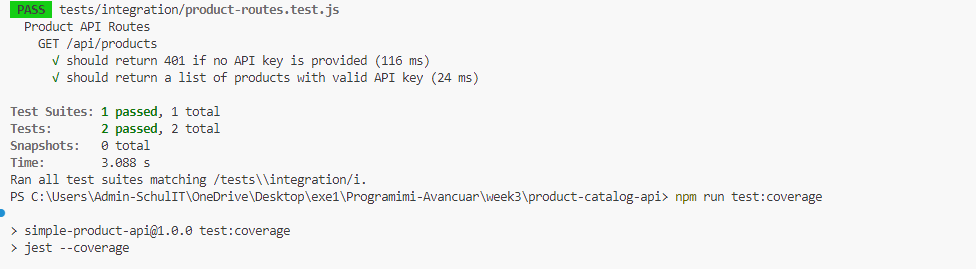 PASS tests/integration/product-routes.test.js
Product API Routes
GET /api/products
√ should return 401 if no API key is provided (116 ms)
√ should return a list of products with valid API key (24 ms)
Test Suites: 1 passed, 1 total
Tests: 2 passed, 2 total
Snapshots: 0 total
Time: 3.088 s
Ran all test suites matching /tests\\integration/i.
PS C:\Users\Admin-SchulIT\OneDrive\Desktop\exe1\Programimi-Avancuar\week3\product-catalog-api> npm run test:coverage
> simple-product-api@1.0.0 test:coverage
> jest --coverage